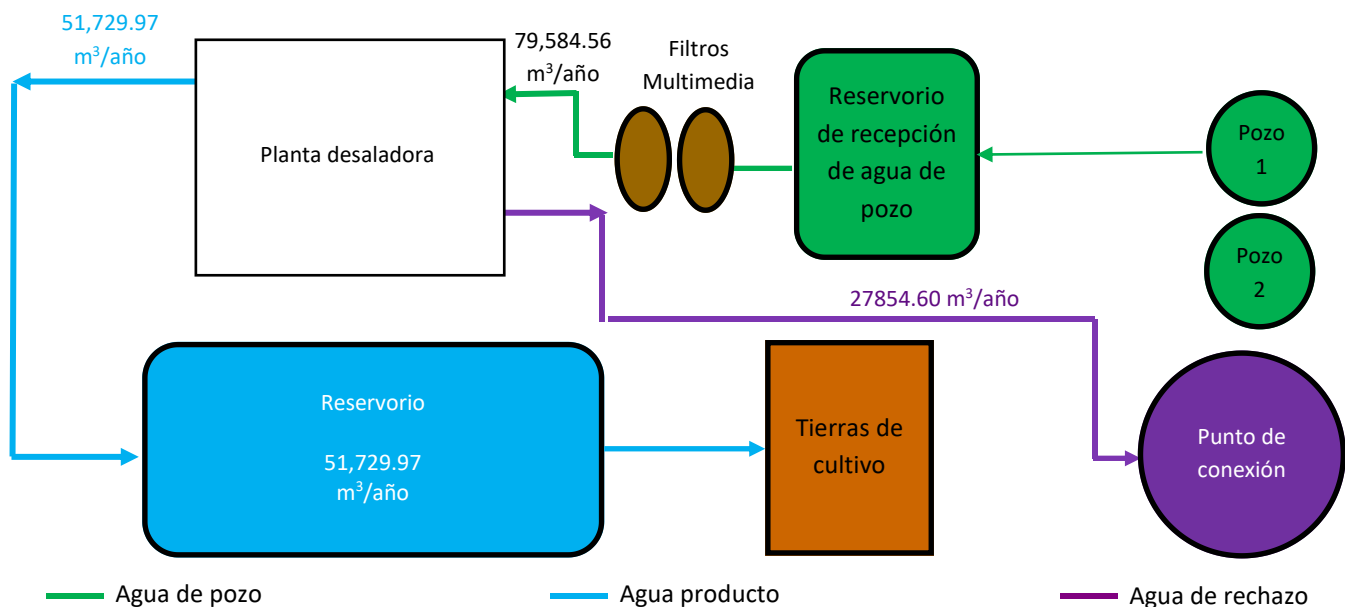 51,729.97
m³/año
79,584.56
m³/año
Filtros
Multimedia
Planta desaladora
Reservorio
de recepción
de agua de
pozo
Pozo
1
Pozo
2
27854.60 m³/año
Reservorio
51,729.97
m³/año
Tierras de
cultivo
Punto de
conexión
Agua de pozo
Agua producto
Agua de rechazo